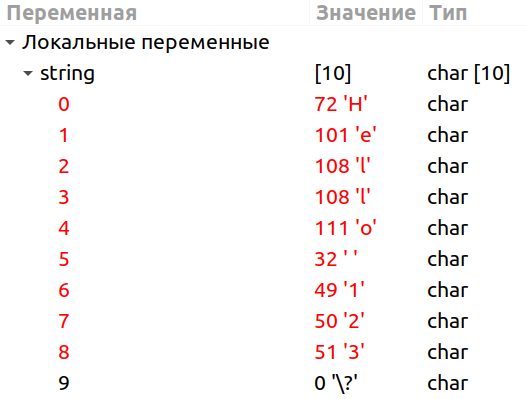 Переменная Значение Тип
Локальные переменные
string [10] char [10]
0 72 'H' char
1 101 'e' char
2 108 'l' char
3 108 'l' char
4 111 'o' char
5 32 ' ' char
6 49 '1' char
7 50 '2' char
8 51 '3' char
9 0 '\?' char